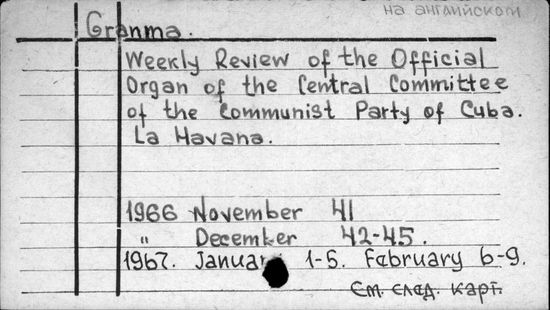 на английском
Granma.
Weekly Review of the Official
Organ of the Central Committee
of the Communist Party of Cuba.
La Havana.
1966 November 41
" December 42-45.
1967. Januar 1-5. February 6-9.
См. след. карт.